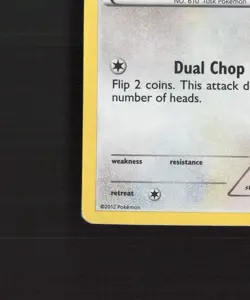 NO. 610 Tusk Pokémon
Dual Chop
Flip 2 coins. This attack d
number of heads.
weakness resistance
retreat
©2012 Pokémon